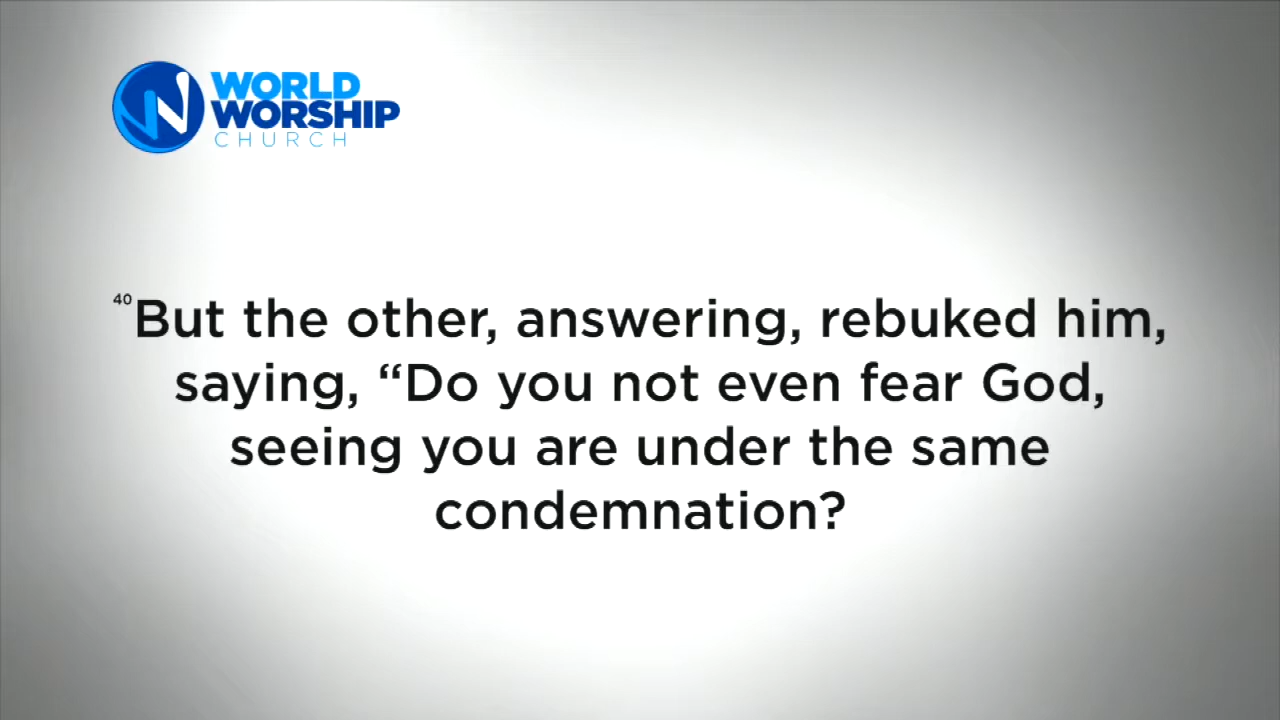 WORLD
WORSHIP
CHURCH
40But the other, answering, rebuked him,
saying, “Do you not even fear God,
seeing you are under the same
condemnation?